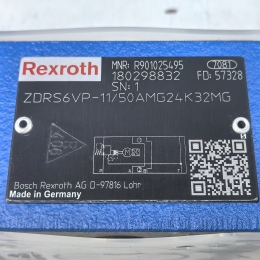 Rexroth
MNR: R901025495
7081
180298832
FD: 57328
SN: 1
ZDRS6VP-11/50AMG24K32MG
Bosch Rexroth AG D-97816 Lohr
Made in Germany